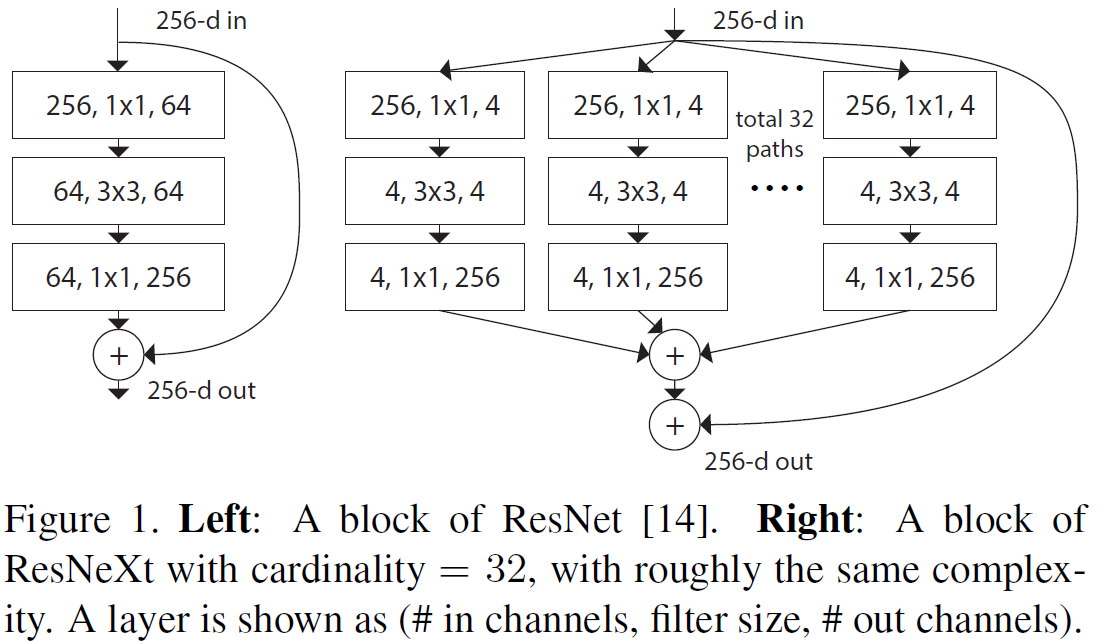 256-d in
256, 1x1, 64
64, 3x3, 64
64, 1x1, 256
+
256-d out
256-d in
256, 1x1, 4
256, 1x1, 4
total 32
paths
....
256, 1x1, 4
4, 3x3, 4
4, 3x3, 4
4, 3x3, 4
4, 1x1, 256
4, 1x1, 256
4, 1x1, 256
+
+
256-d out
Figure 1. Left: A block of ResNet [14]. Right: A block of
ResNeXt with cardinality = 32, with roughly the same complex-
ity. A layer is shown as (# in channels, filter size, # out channels).